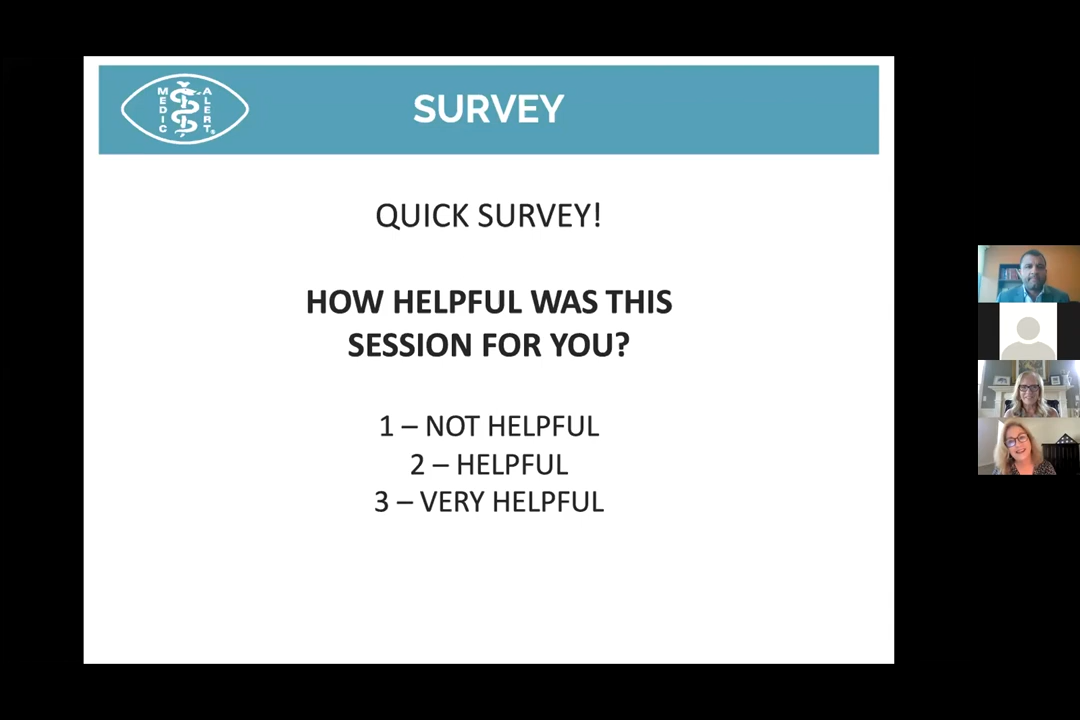 MEDIC ALERT®
SURVEY
QUICK SURVEY!
HOW HELPFUL WAS THIS
SESSION FOR YOU?
1 – NOT HELPFUL
2 – HELPFUL
3 – VERY HELPFUL